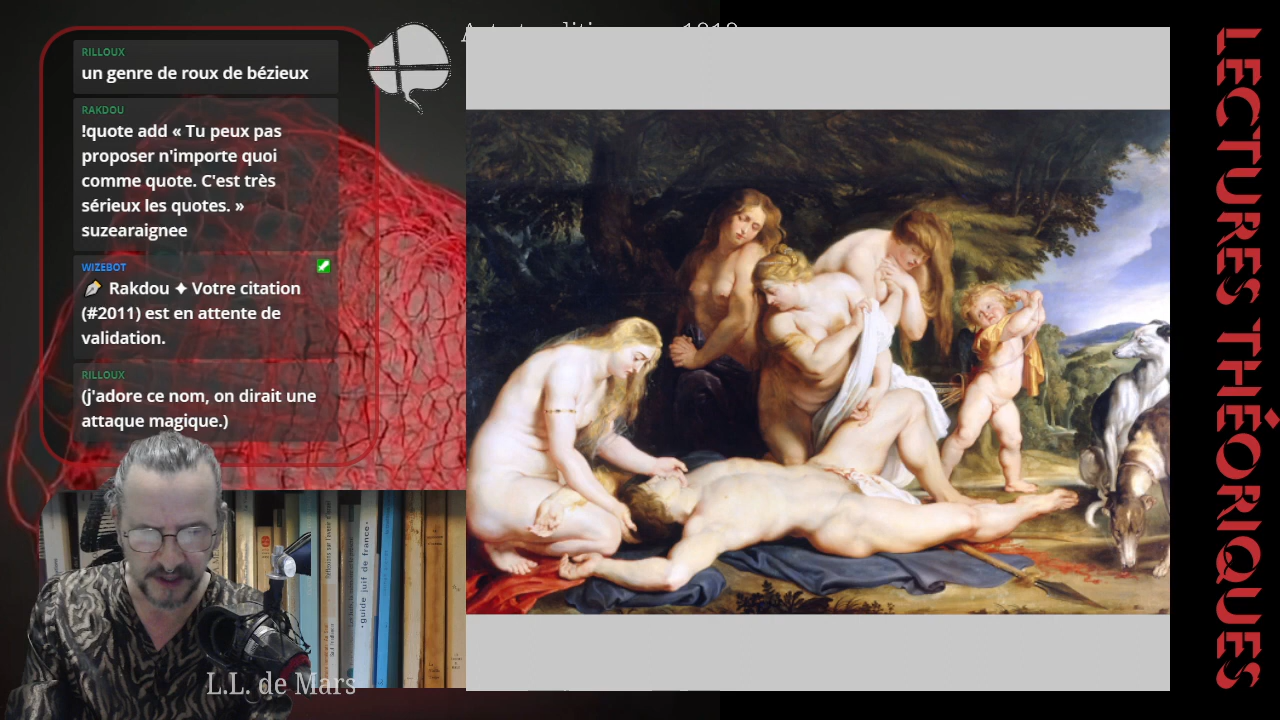 RILLOUX
un genre de roux de bézieux
RAKDOU
!quote add « Tu peux pas
proposer n'importe quoi
comme quote. C'est très
sérieux les quotes. »
suzearaignee
WIZEBOT
Rakdou ✦ Votre citation
(#2011) est en attente de
validation.
RILLOUX
(j'adore ce nom, on dirait une
attaque magique.)
-guide juif de france-
L.L. de Mars
LECTURES THÉORIQUES